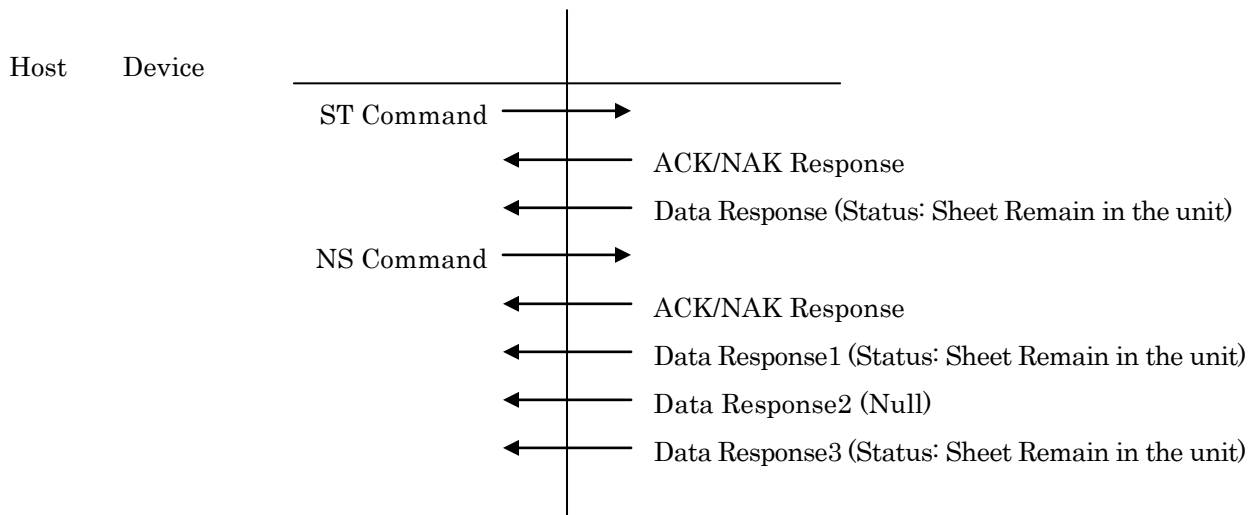 Host Device
ST Command
ACK/NAK Response
Data Response (Status: Sheet Remain in the unit)
NS Command
ACK/NAK Response
Data Response1 (Status: Sheet Remain in the unit)
Data Response2 (Null)
Data Response3 (Status: Sheet Remain in the unit)